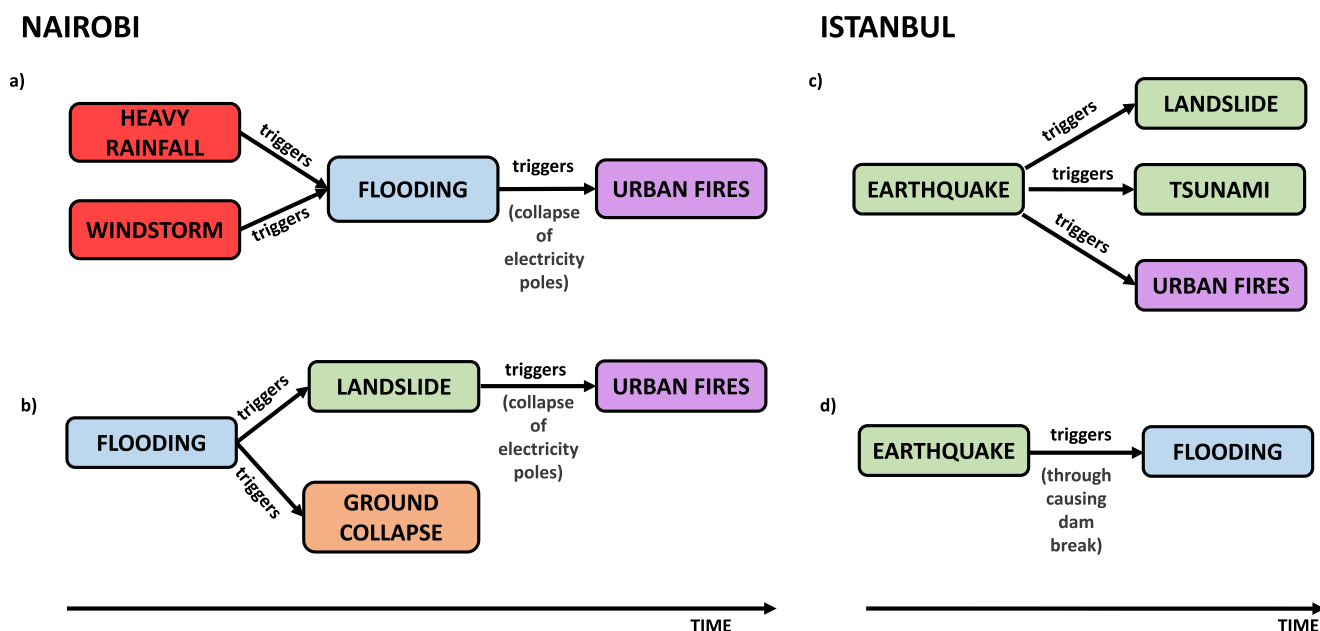 NAIROBI
a)
HEAVY
RAINFALL
triggers
WINDSTORM
triggers
FLOODING
triggers
(collapse
of
electricity
poles)
URBAN FIRES
b)
FLOODING
triggers
LANDSLIDE
triggers
(collapse
of
electricity
poles)
URBAN FIRES
triggers
GROUND
COLLAPSE
TIME
ISTANBUL
c)
EARTHQUAKE
triggers
LANDSLIDE
triggers
TSUNAMI
triggers
URBAN FIRES
d)
EARTHQUAKE
triggers
(through
causing
dam
break)
FLOODING
TIME